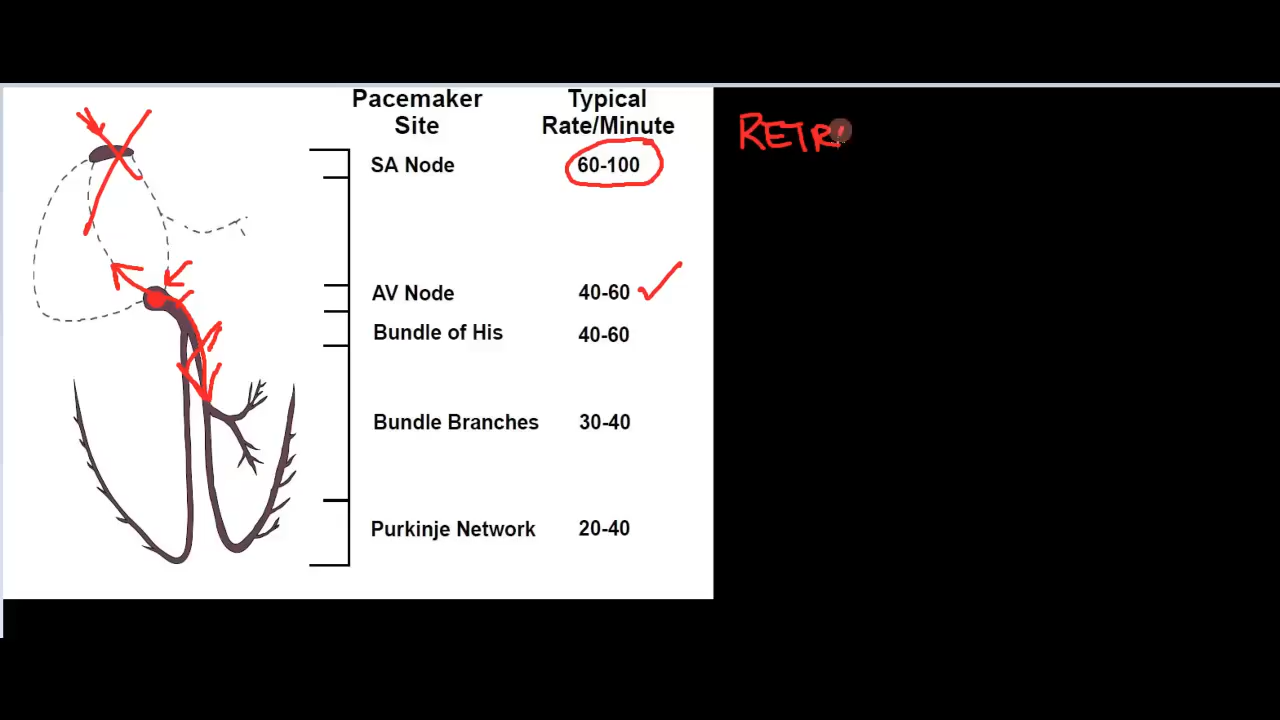 Pacemaker Site
Typical Rate/Minute
SA Node 60-100
AV Node 40-60
Bundle of His 40-60
Bundle Branches 30-40
Purkinje Network 20-40
RETR